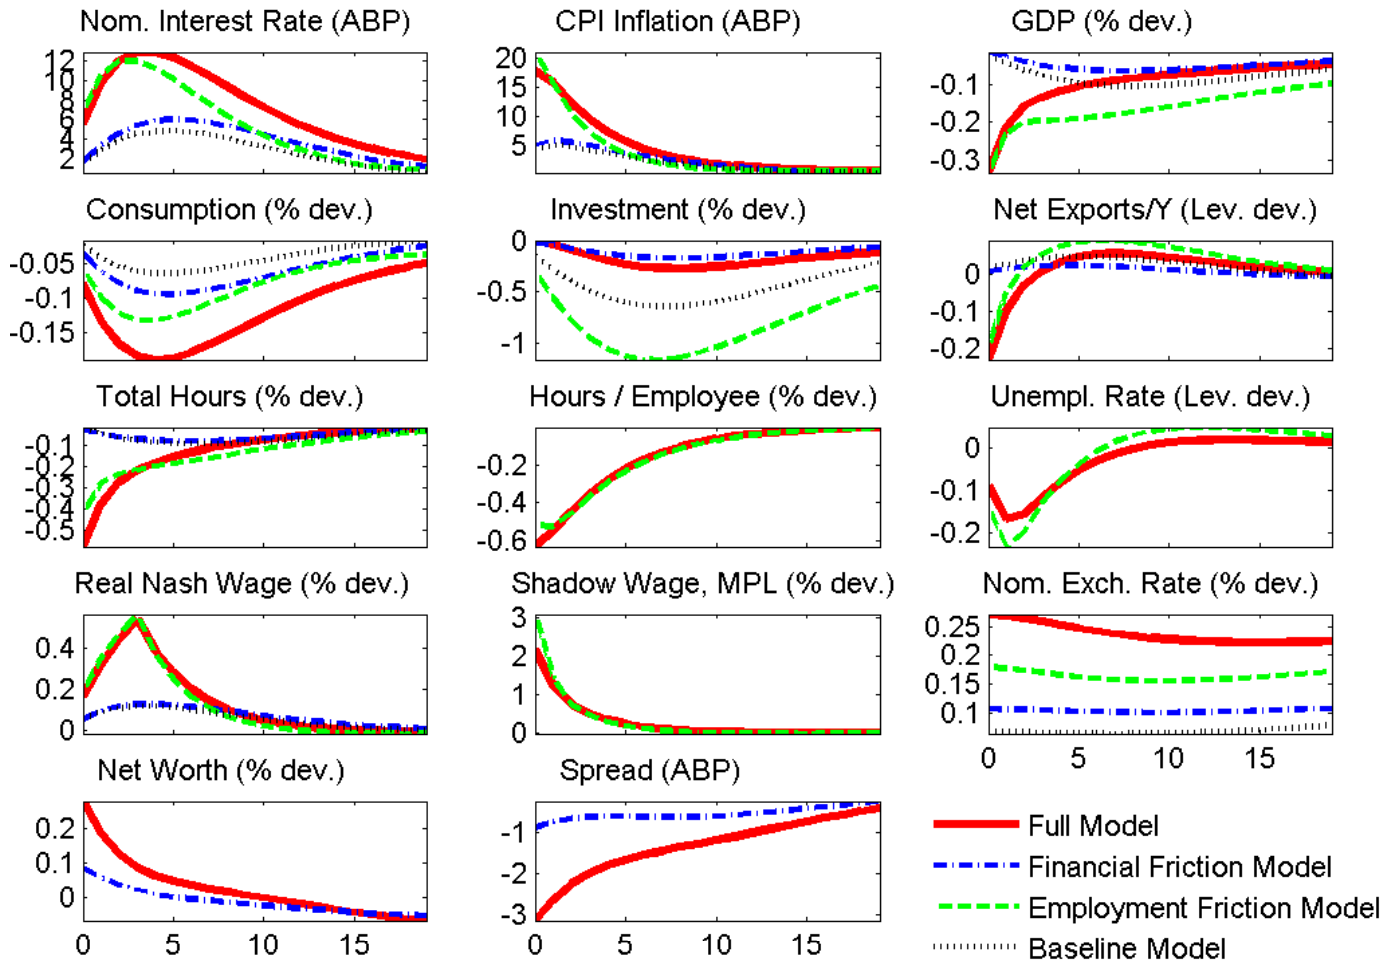 Nom. Interest Rate (ABP)
CPI Inflation (ABP)
GDP (% dev.)
12
10
8
6
4
2
20
15
10
5
-0.1
-0.2
-0.3
Consumption (% dev.)
Investment (% dev.)
Net Exports/Y (Lev. dev.)
-0.05
-0.1
-0.15
0
-0.5
-1
0
-0.1
-0.2
Total Hours (% dev.)
Hours / Employee (% dev.)
Unempl. Rate (Lev. dev.)
-0.1
-0.2
-0.3
-0.4
-0.5
-0.2
-0.4
-0.6
0
-0.1
-0.2
Real Nash Wage (% dev.)
Shadow Wage, MPL (% dev.)
Nom. Exch. Rate (% dev.)
0.4
0.2
0
3
2
1
0
0.25
0.2
0.15
0.1
0 5 10 15
Net Worth (% dev.)
Spread (ABP)
0.2
0.1
0
0 5 10 15
-1
-2
-3
0 5 10 15
Full Model
Financial Friction Model
Employment Friction Model
Baseline Model